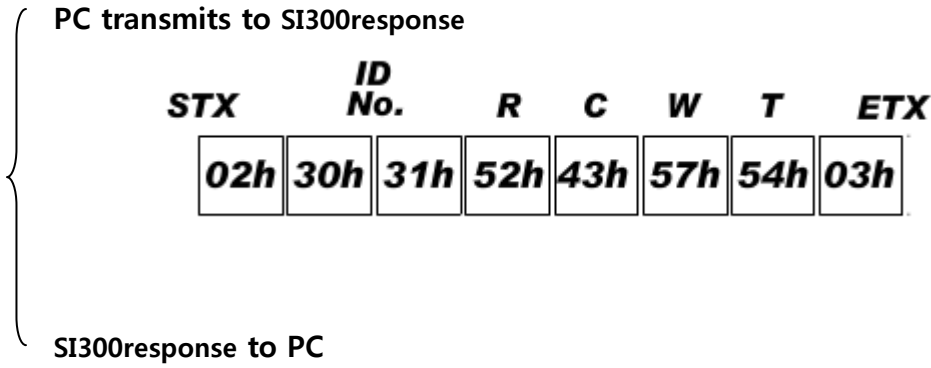 PC transmits to SI300response
ID
STX No. R C W T ETX
02h 30h 31h 52h 43h 57h 54h 03h
SI300response to PC